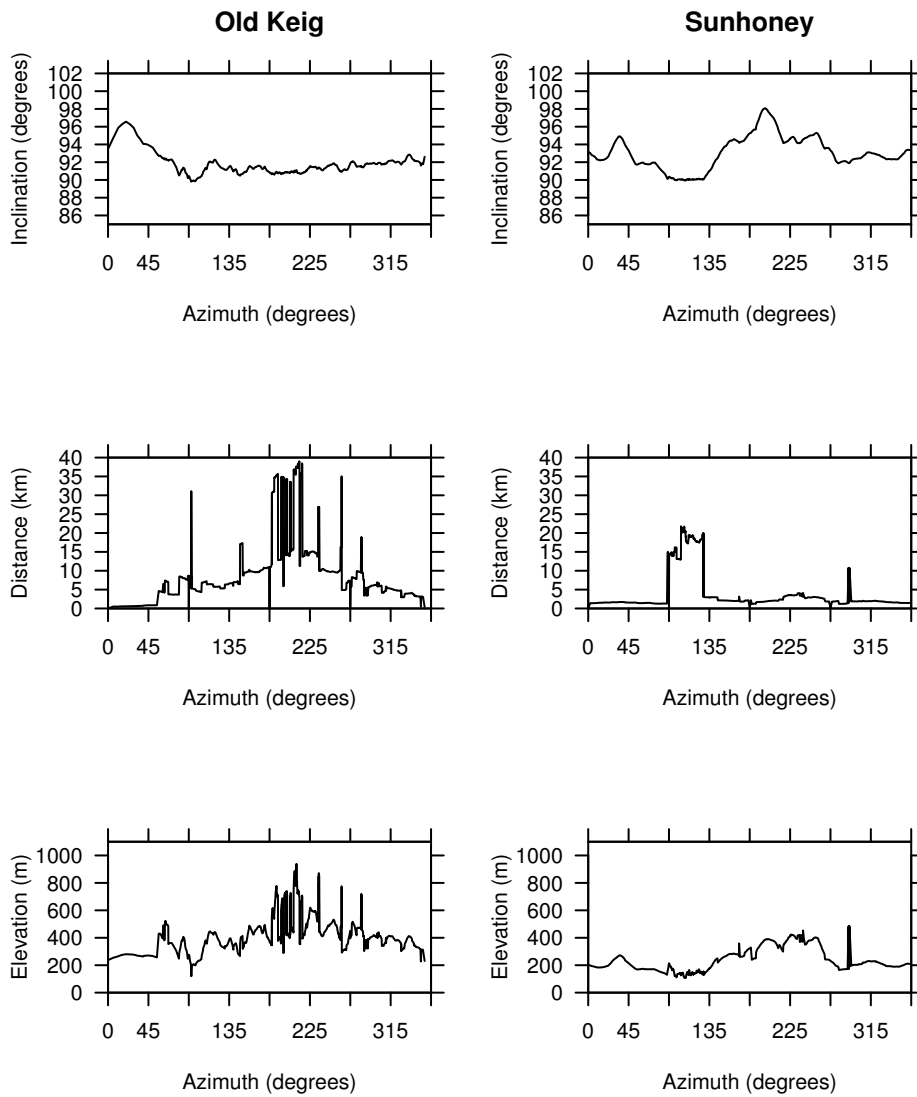 Old Keig
Sunhoney
Inclination (degrees)
102
100
98
96
94
92
90
88
86
0 45 135 225 315
Azimuth (degrees)
Inclination (degrees)
102
100
98
96
94
92
90
88
86
0 45 135 225 315
Azimuth (degrees)
Distance (km)
40
35
30
25
20
15
10
5
0
0 45 135 225 315
Azimuth (degrees)
Distance (km)
40
35
30
25
20
15
10
5
0
0 45 135 225 315
Azimuth (degrees)
Elevation (m)
1000
800
600
400
200
0
0 45 135 225 315
Azimuth (degrees)
Elevation (m)
1000
800
600
400
200
0
0 45 135 225 315
Azimuth (degrees)